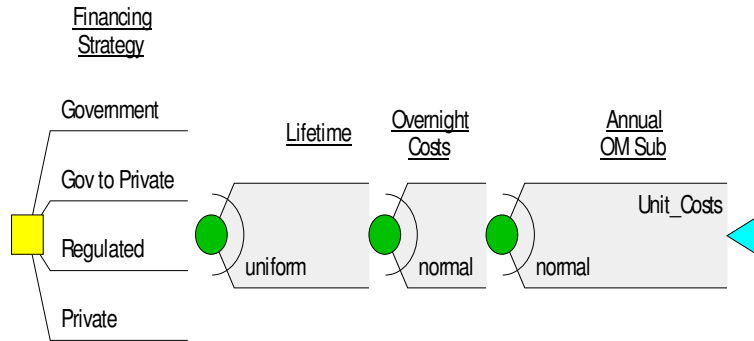 Financing
Strategy
Government
Gov to Private
Regulated
Private
Lifetime
uniform
Overnight
Costs
normal
Annual
OM Sub
Unit_Costs
normal